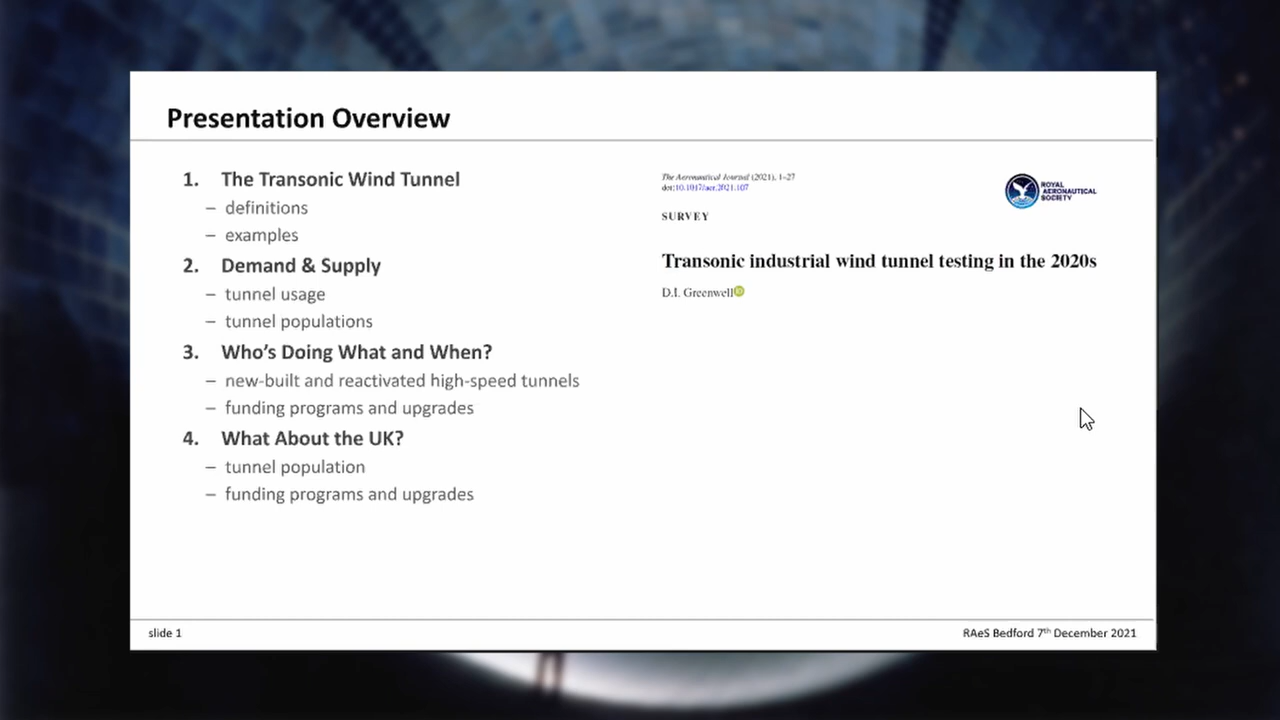 Presentation Overview
1. The Transonic Wind Tunnel
– definitions
– examples
2. Demand & Supply
– tunnel usage
– tunnel populations
3. Who's Doing What and When?
– new-built and reactivated high-speed tunnels
– funding programs and upgrades
4. What About the UK?
– tunnel population
– funding programs and upgrades
The Aeronautical Journal (2021), 1–27
doi:10.1017/aer.2021.107
ROYAL
AERONAUTICAL
SOCIETY
SURVEY
Transonic industrial wind tunnel testing in the 2020s
D.I. Greenwell
iD
slide 1
RAeS Bedford 7th December 2021